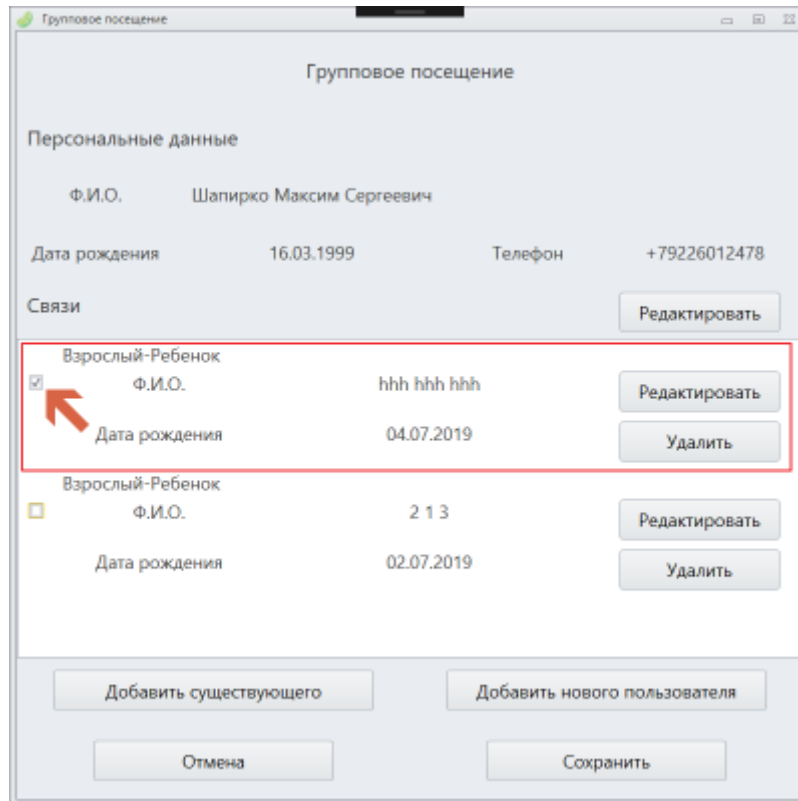 Групповое посещение
Групповое посещение
Персональные данные
Ф.И.О. Шапирко Максим Сергеевич
Дата рождения 16.03.1999 Телефон +79226012478
Связи Редактировать
Взрослый-Ребенок
Ф.И.О. hhh hhh hhh Редактировать
Дата рождения 04.07.2019 Удалить
Взрослый-Ребенок
Ф.И.О. 2 1 3 Редактировать
Дата рождения 02.07.2019 Удалить
Добавить существующего Добавить нового пользователя
Отмена Сохранить